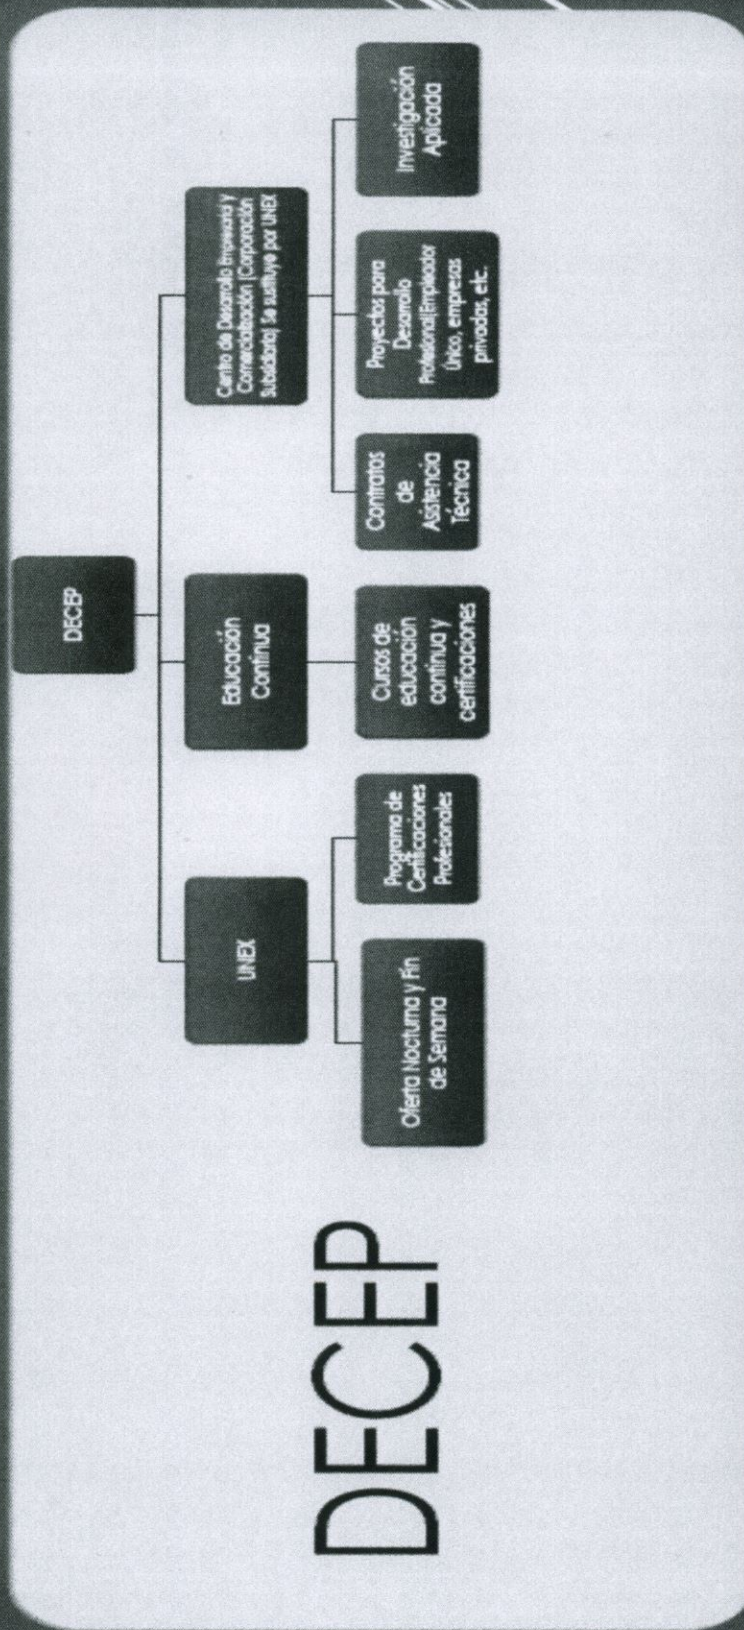 DECEP
DECEP
UNEX
Educación
Continua
Centro de Desarrollo Empresarial y
Comercialización (Corporación
Subsidiaria) Se sustituye por UNEX
Oferta Nocturna y Fin
de Semana
Programa de
Certificaciones
Profesionales
Cursos de
educación
continua y
certificaciones
Contratos
de
Asistencia
Técnica
Proyectos para
Desarrollo
Profesional(Empleador
Único, empresas
privadas, etc.
Investigación
Aplicada